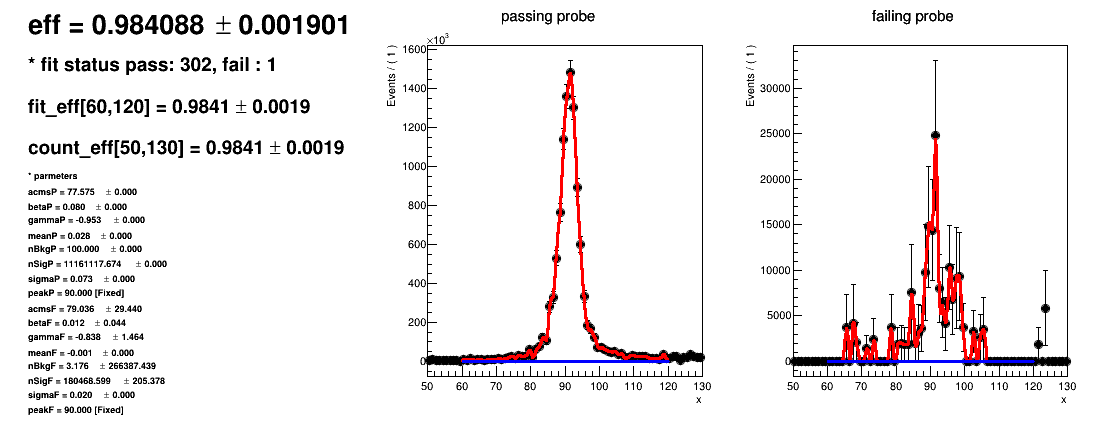 eff = 0.984088 ± 0.001901
* fit status pass: 302, fail : 1
fit_eff[60,120] = 0.9841 ± 0.0019
count_eff[50,130] = 0.9841 ± 0.0019
* parmeters
acmsP = 77.575 ± 0.000
betaP = 0.080 ± 0.000
gammaP = -0.953 ± 0.000
meanP = 0.028 ± 0.000
nBkgP = 100.000 ± 0.000
nSigP = 11161117.674 ± 0.000
sigmaP = 0.073 ± 0.000
peakP = 90.000 [Fixed]
acmsF = 79.036 ± 29.440
betaF = 0.012 ± 0.044
gammaF = -0.838 ± 1.464
meanF = -0.001 ± 0.000
nBkgF = 3.176 ± 266387.439
nSigF = 180468.599 ± 205.378
sigmaF = 0.020 ± 0.000
peakF = 90.000 [Fixed]
passing probe
×10³
Events / ( 1 )
1600
1400
1200
1000
800
600
400
200
0
50 60 70 80 90 100 110 120 130
x
failing probe
Events / ( 1 )
35000
30000
25000
20000
15000
10000
5000
0
50 60 70 80 90 100 110 120 130
x